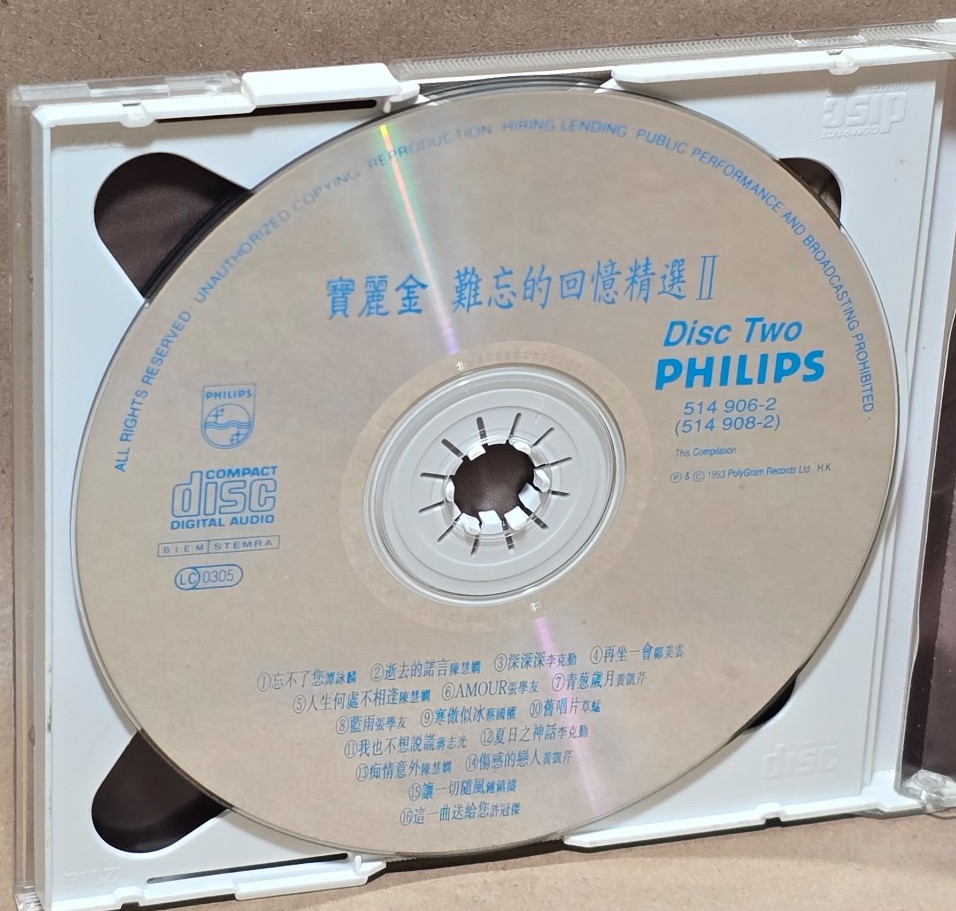 ALL RIGHTS RESERVED · UNAUTHORIZED COPYING · REPRODUCTION · HIRING LENDING PUBLIC PERFORMANCE AND BROADCASTING PROHIBITED ·
寶麗金 難忘的回憶精選Ⅱ
Disc Two
PHILIPS
514 906-2
(514 908-2)
This Compilation
Ⓟ & Ⓒ 1993 PolyGram Records Ltd., H.K.
PHILIPS
COMPACT
disc
DIGITAL AUDIO
BIEM STEMRA
LC 0305
①忘不了您譚詠麟 ②逝去的諾言陳慧嫻 ③深深深李克勤 ④再坐一會鄺美雲
⑤人生何處不相逢陳慧嫻 ⑥AMOUR張學友 ⑦青葱歲月黃凱芹
⑧藍雨張學友 ⑨寒傲似冰蔡國權 ⑩舊唱片草蜢
⑪我也不想說謊蔣志光 ⑫夏日之神話李克勤
⑬痴情意外陳慧嫻 ⑭傷感的戀人黃凱芹
⑮讓一切隨風鍾鎮濤
⑯這一曲送給您許冠傑
disc